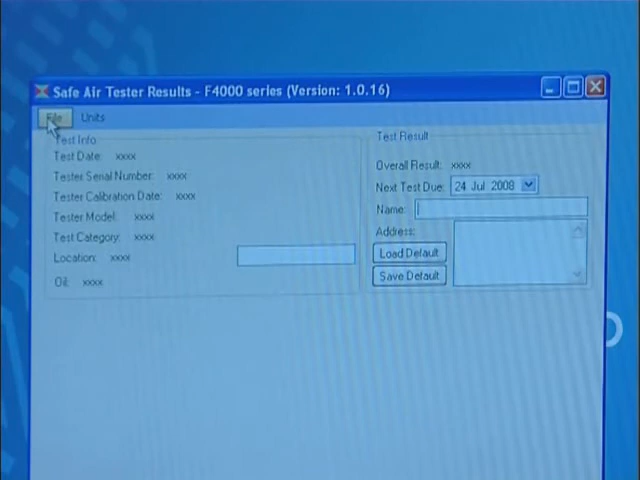 Safe Air Tester Results - F4000 series (Version: 1.0.16)
File Units
Test Info
Test Date: xxxx
Tester Serial Number: xxxx
Tester Calibration Date: xxxx
Tester Model: xxxx
Test Category: xxxx
Location: xxxx
Oil: xxxx
Test Result
Overall Result: xxxx
Next Test Due: 24 Jul 2008
Name:
Address:
Load Default
Save Default